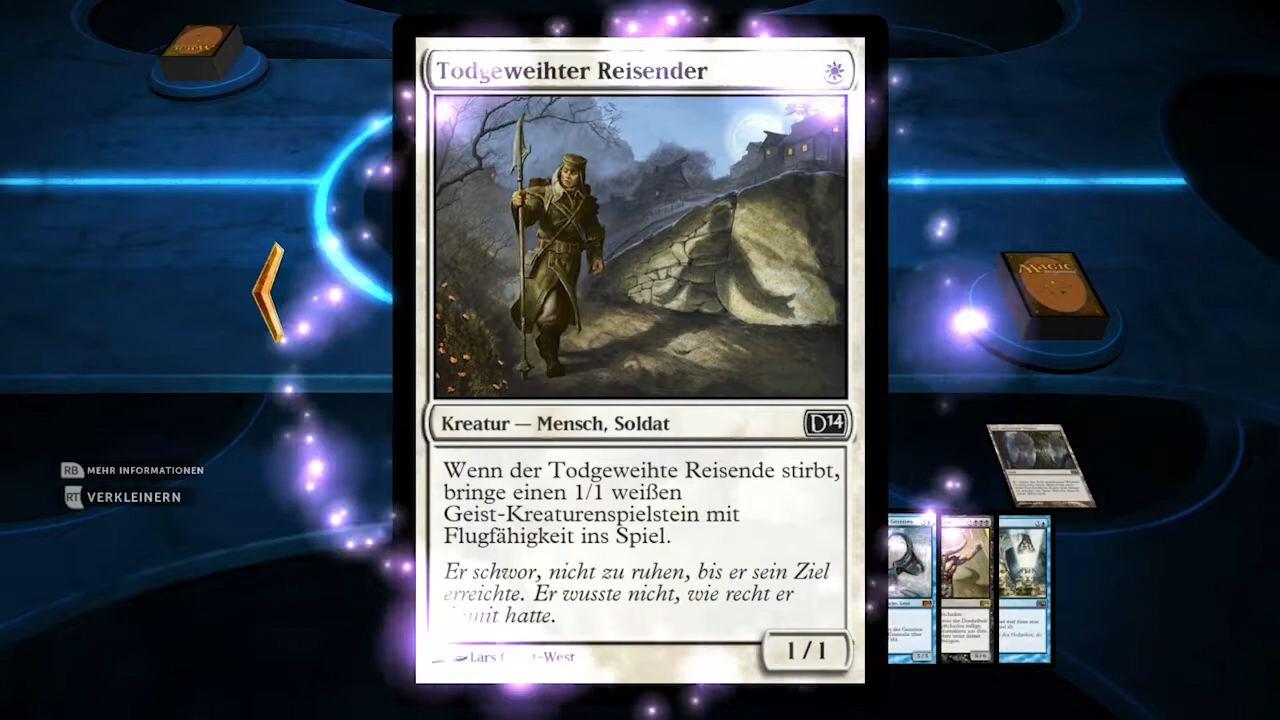 Todgeweihter Reisender
Kreatur — Mensch, Soldat
D14
Wenn der Todgeweihte Reisende stirbt,
bringe einen 1/1 weißen
Geist-Kreaturenspielstein mit
Flugfähigkeit ins Spiel.
Er schwor, nicht zu ruhen, bis er sein Ziel
erreichte. Er wusste nicht, wie recht er
hatte.
Lars
1/1
RB MEHR INFORMATIONEN
RT VERKLEINERN
MAGIC